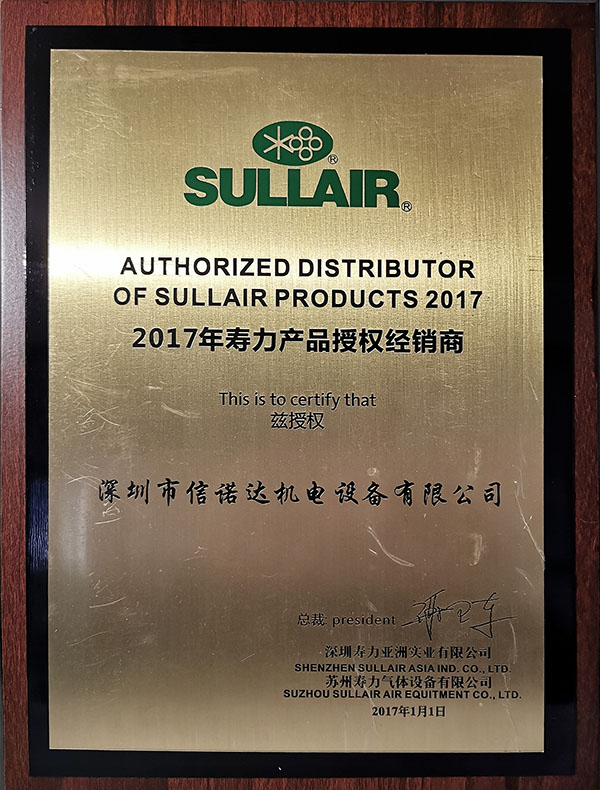 SULLAIR®
AUTHORIZED DISTRIBUTOR
OF SULLAIR PRODUCTS 2017
2017年寿力产品授权经销商
This is to certify that
兹授权
深圳市信诺达机电设备有限公司
总裁: president
深圳寿力亚洲实业有限公司
SHENZHEN SULLAIR ASIA IND. CO., LTD.
苏州寿力气体设备有限公司
SUZHOU SULLAIR AIR EQUITMENT CO., LTD.
2017年1月1日